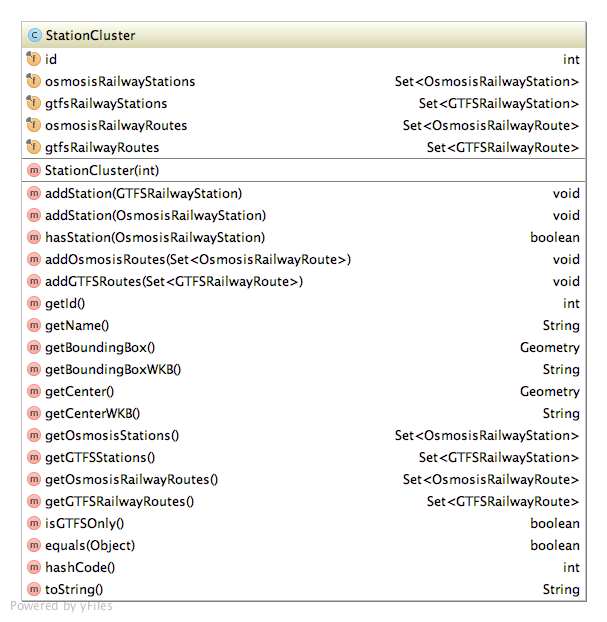 C StationCluster
f id int
f osmosisRailwayStations Set<OsmosisRailwayStation>
f gtfsRailwayStations Set<GTFSRailwayStation>
f osmosisRailwayRoutes Set<OsmosisRailwayRoute>
f gtfsRailwayRoutes Set<GTFSRailwayRoute>
m StationCluster(int)
m addStation(GTFSRailwayStation) void
m addStation(OsmosisRailwayStation) void
m hasStation(OsmosisRailwayStation) boolean
m addOsmosisRoutes(Set<OsmosisRailwayRoute>) void
m addGTFSRoutes(Set<GTFSRailwayRoute>) void
m getId() int
m getName() String
m getBoundingBox() Geometry
m getBoundingBoxWKB() String
m getCenter() Geometry
m getCenterWKB() String
m getOsmosisStations() Set<OsmosisRailwayStation>
m getGTFSStations() Set<GTFSRailwayStation>
m getOsmosisRailwayRoutes() Set<OsmosisRailwayRoute>
m getGTFSRailwayRoutes() Set<GTFSRailwayRoute>
m isGTFSOnly() boolean
m equals(Object) boolean
m hashCode() int
m toString() String
Powered by yFiles